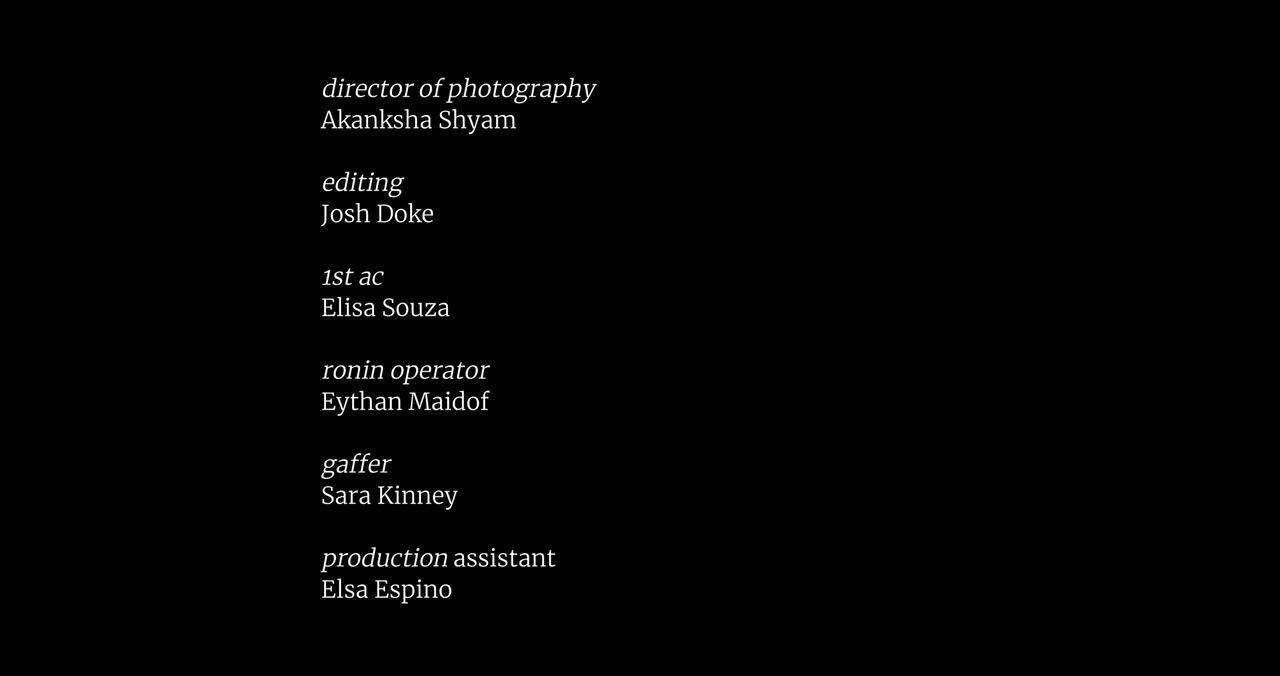 director of photography
Akanksha Shyam
editing
Josh Doke
1st ac
Elisa Souza
ronin operator
Eythan Maidof
gaffer
Sara Kinney
production assistant
Elsa Espino